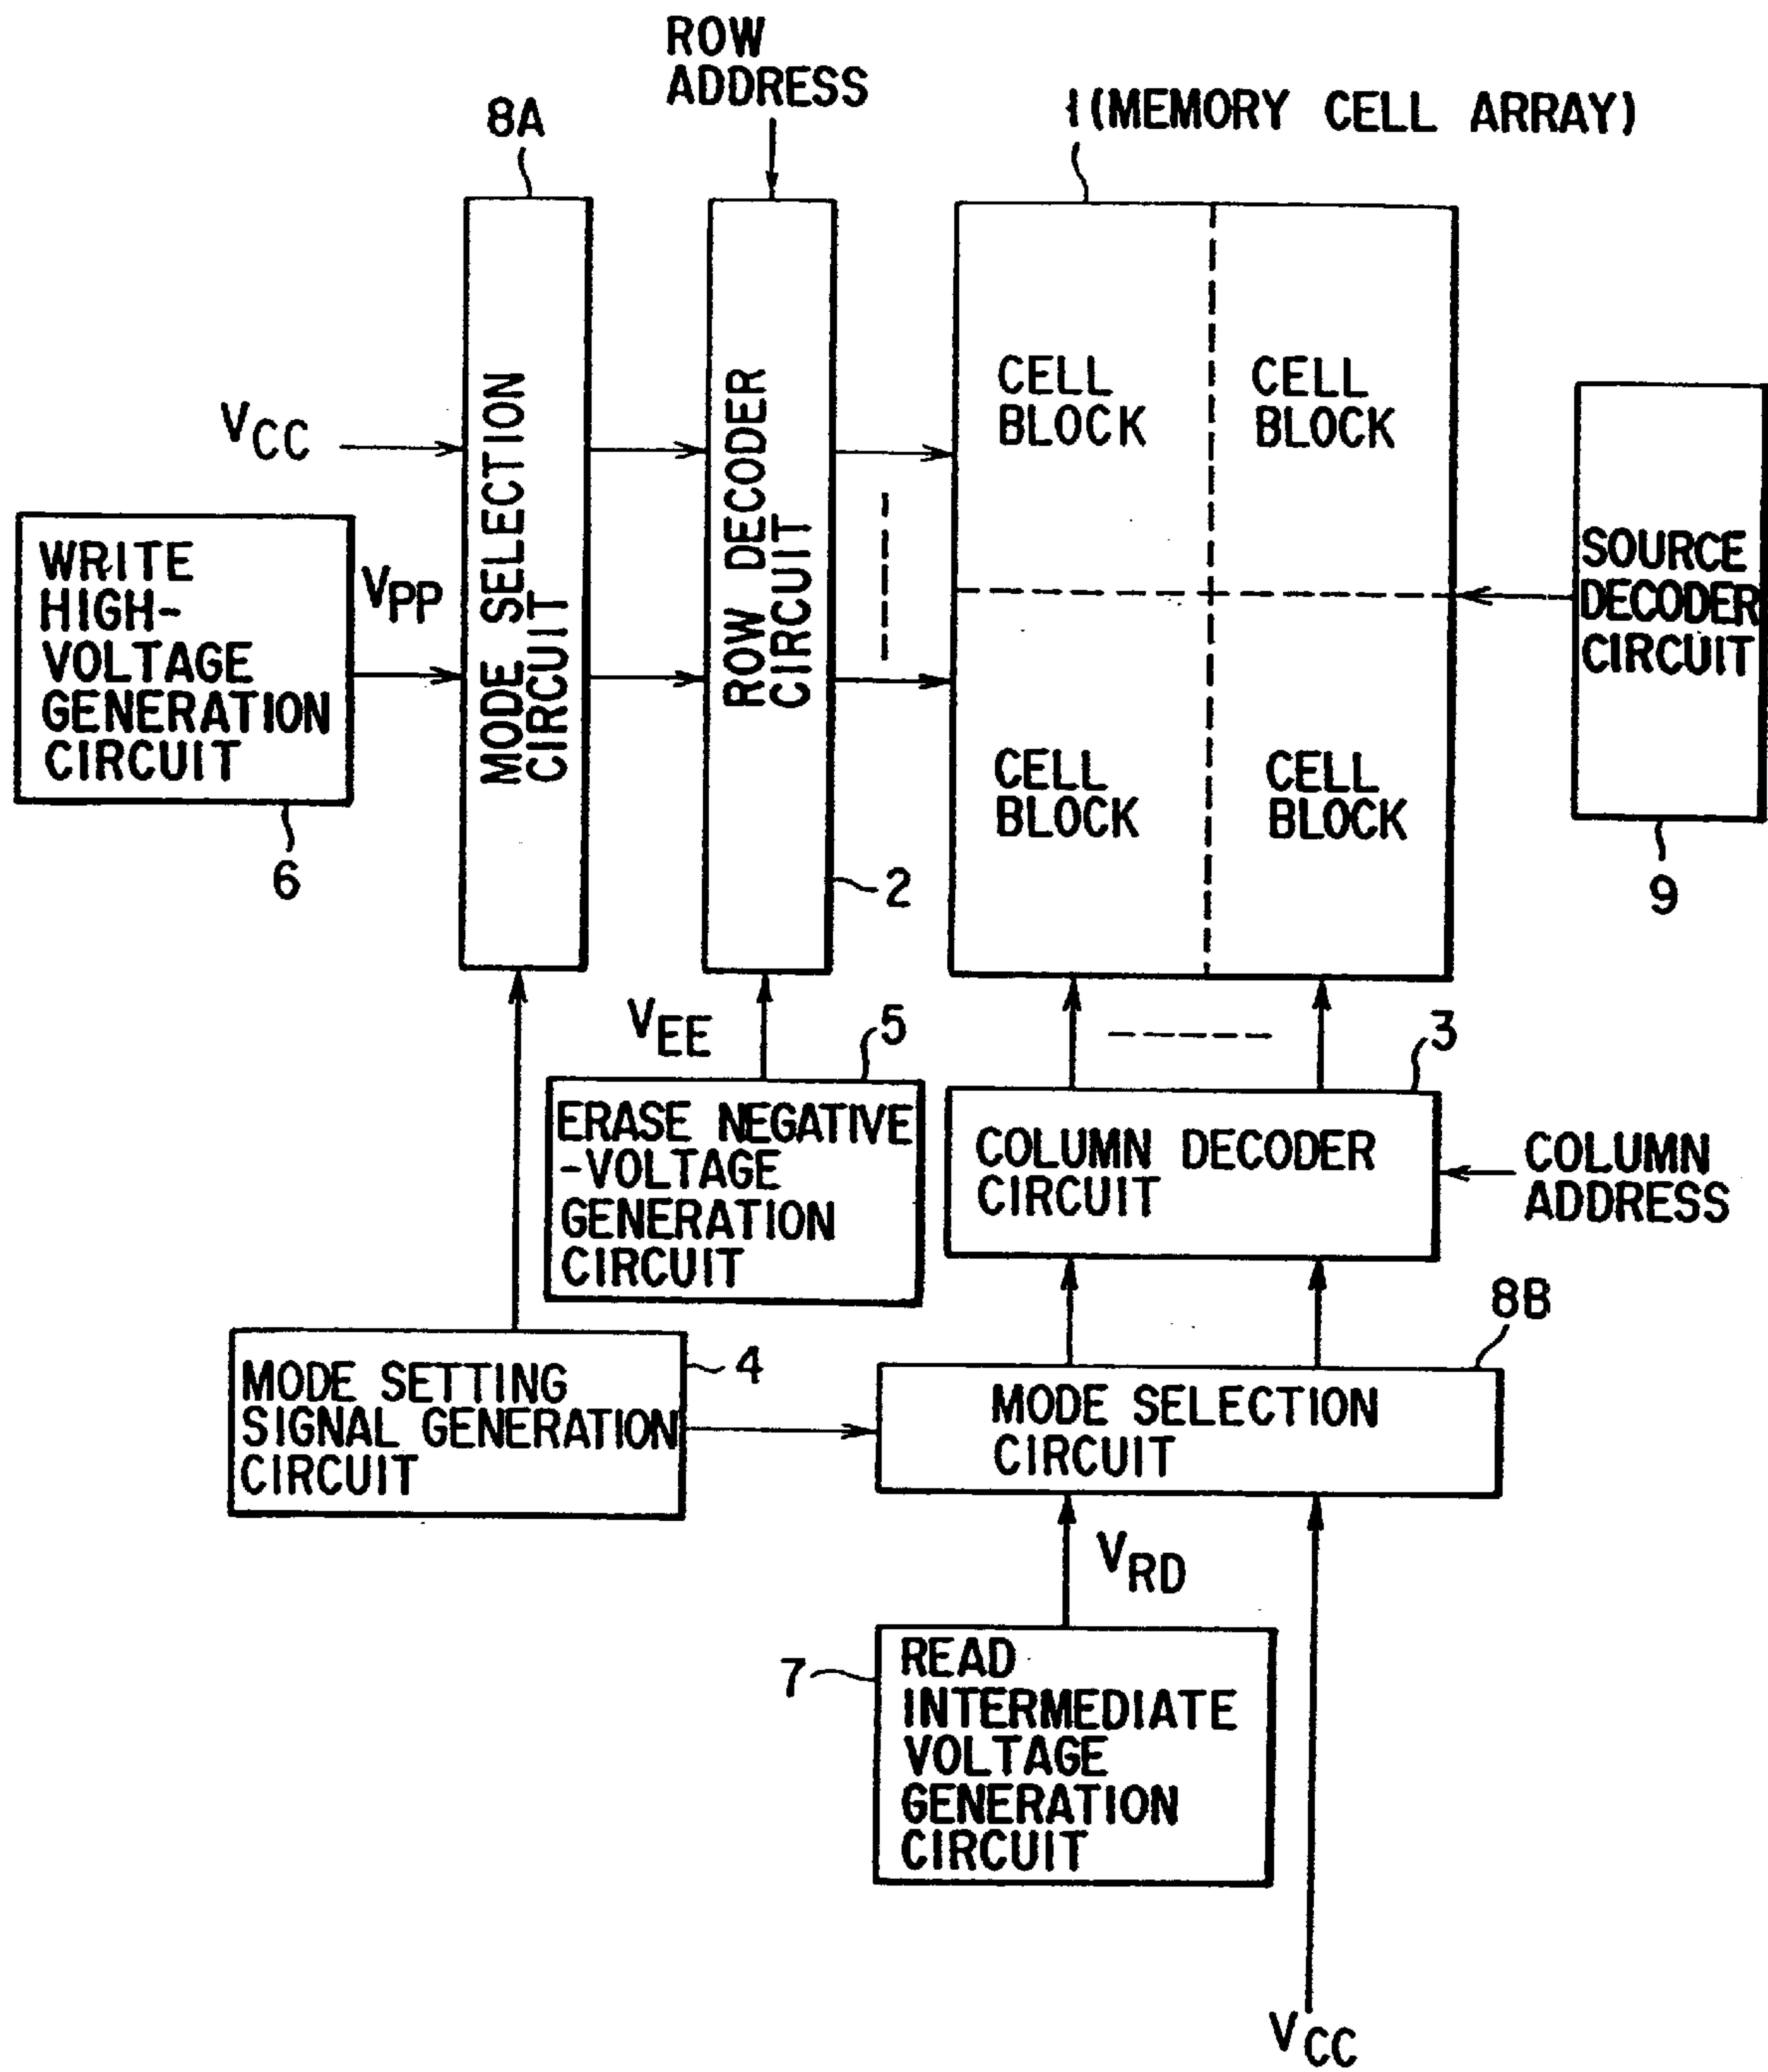 ROW
ADDRESS
8A
1 (MEMORY CELL ARRAY)
VCC
MODE SELECTION
CIRCUIT
ROW DECODER
CIRCUIT
CELL
BLOCK
CELL
BLOCK
WRITE
HIGH-
VOLTAGE
GENERATION
CIRCUIT
VPP
SOURCE
DECODER
CIRCUIT
CELL
BLOCK
CELL
BLOCK
6
2
9
VEE
5
3
ERASE NEGATIVE
-VOLTAGE
GENERATION
CIRCUIT
COLUMN DECODER
CIRCUIT
COLUMN
ADDRESS
8B
MODE SETTING
SIGNAL GENERATION
CIRCUIT
4
MODE SELECTION
CIRCUIT
VRD
7
READ
INTERMEDIATE
VOLTAGE
GENERATION
CIRCUIT
VCC